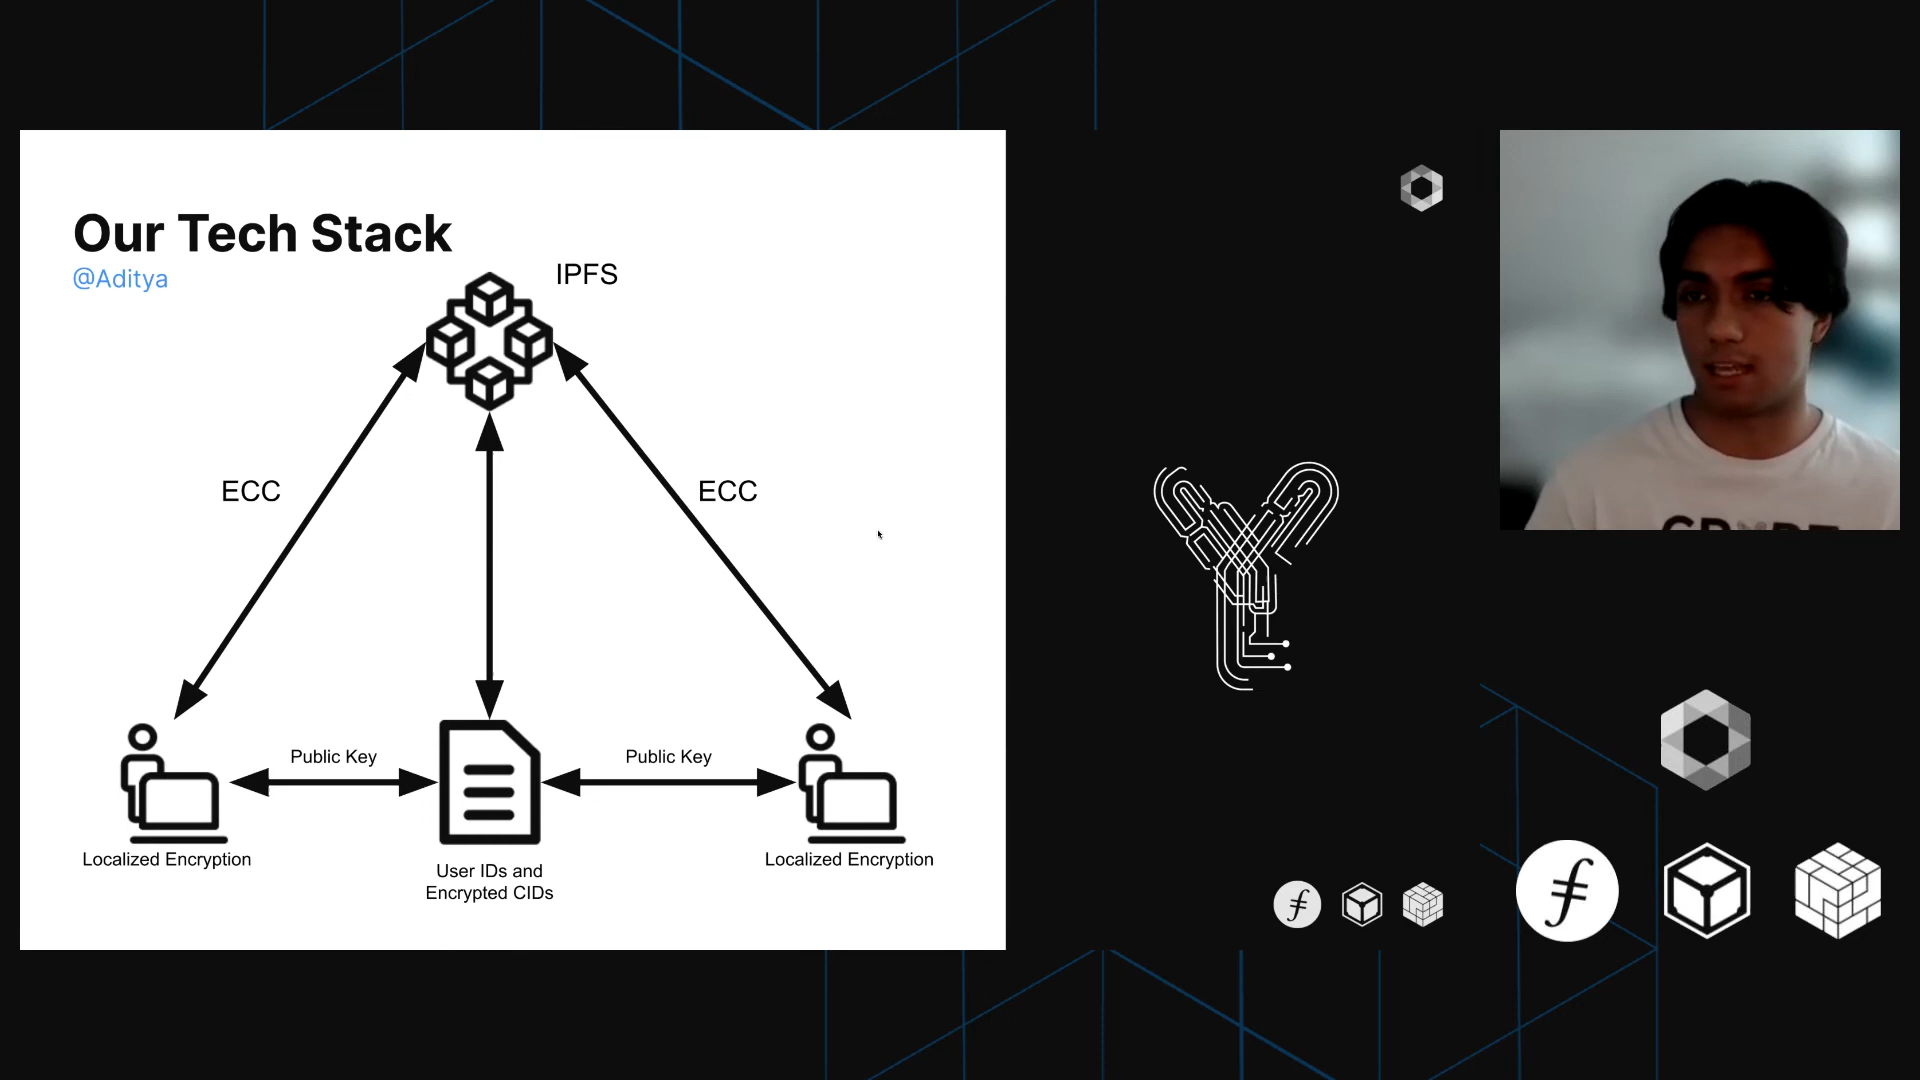 Our Tech Stack
@Aditya
IPFS
ECC
ECC
Public Key
Public Key
Localized Encryption
User IDs and
Encrypted CIDs
Localized Encryption